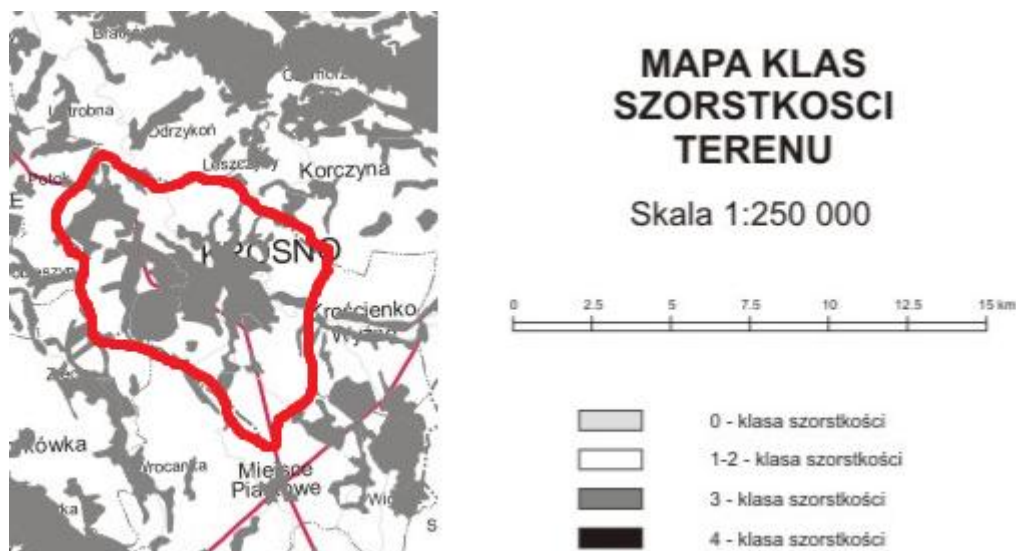 Odrzykoń
Leszczyny
Korczyna
Potok
KROSNO
Krościenko
Wyżne
Wrocanka
Miejsce
Piastowe
MAPA KLAS
SZORSTKOSCI
TERENU
Skala 1:250 000
0 2.5 5 7.5 10 12.5 15 km
0 - klasa szorstkości
1-2 - klasa szorstkości
3 - klasa szorstkości
4 - klasa szorstkości